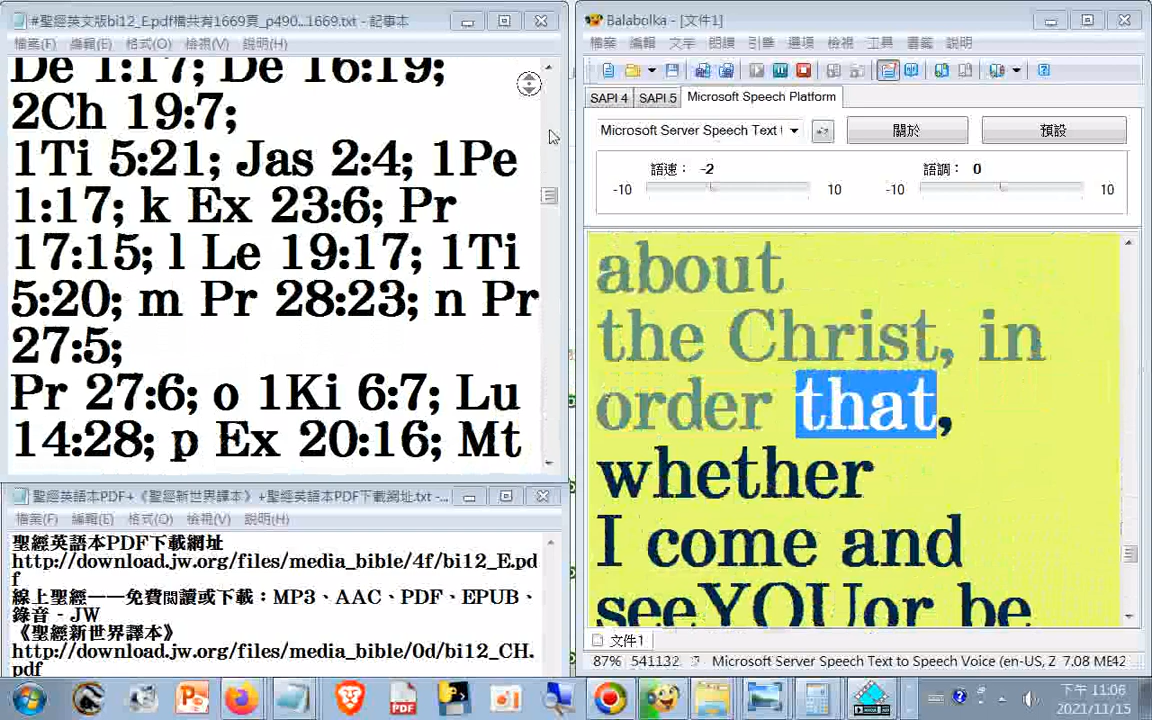 #聖經英文版bi12_E.pdf檔共有1669頁_p490...1669.txt - 記事本
檔案(F) 編輯(E) 格式(O) 檢視(V) 說明(H)
De 1:17; De 16:19;
2Ch 19:7;
1Ti 5:21; Jas 2:4; 1Pe
1:17; k Ex 23:6; Pr
17:15; l Le 19:17; 1Ti
5:20; m Pr 28:23; n Pr
27:5;
Pr 27:6; o 1Ki 6:7; Lu
14:28; p Ex 20:16; Mt
聖經英語本PDF+《聖經新世界譯本》+聖經英語本PDF下載網址.txt -...
檔案(F) 編輯(E) 格式(O) 檢視(V) 說明(H)
聖經英語本PDF下載網址
http://download.jw.org/files/media_bible/4f/bi12_E.pd
f
線上聖經——免費閱讀或下載：MP3、AAC、PDF、EPUB、
錄音 - JW
《聖經新世界譯本》
http://download.jw.org/files/media_bible/0d/bi12_CH.
pdf
Balabolka - [文件1]
檔案 編輯 文字 朗讀 引擎 選項 檢視 工具 書籤 說明
SAPI 4 SAPI 5 Microsoft Speech Platform
Microsoft Server Speech Text 關於 預設
語速： -2 語調： 0
-10 10 -10 10
about
the Christ, in
order that,
whether
I come and
seeYOUor be
文件1
87% 541132 Microsoft Server Speech Text to Speech Voice (en-US, Z 7.08 ME42
PDF
下午 11:06
2021/11/15